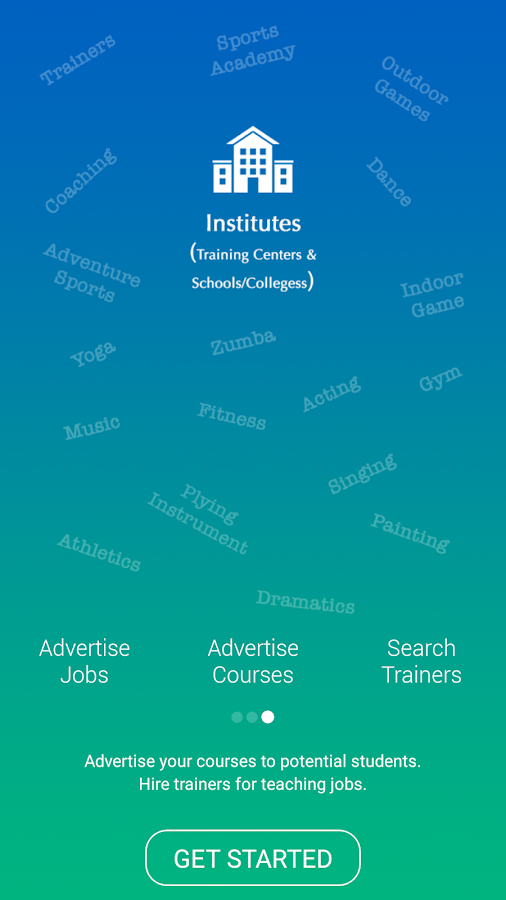 Trainers
Sports
Academy
Outdoor
Games
Coaching
Dance
Institutes
(Training Centers &
Schools/Collegess)
Adventure
Sports
Indoor
Game
Yoga
Zumba
Acting
Gym
Music
Fitness
Singing
Plying
Instrument
Painting
Athletics
Dramatics
Advertise
Jobs
Advertise
Courses
Search
Trainers
Advertise your courses to potential students.
Hire trainers for teaching jobs.
GET STARTED